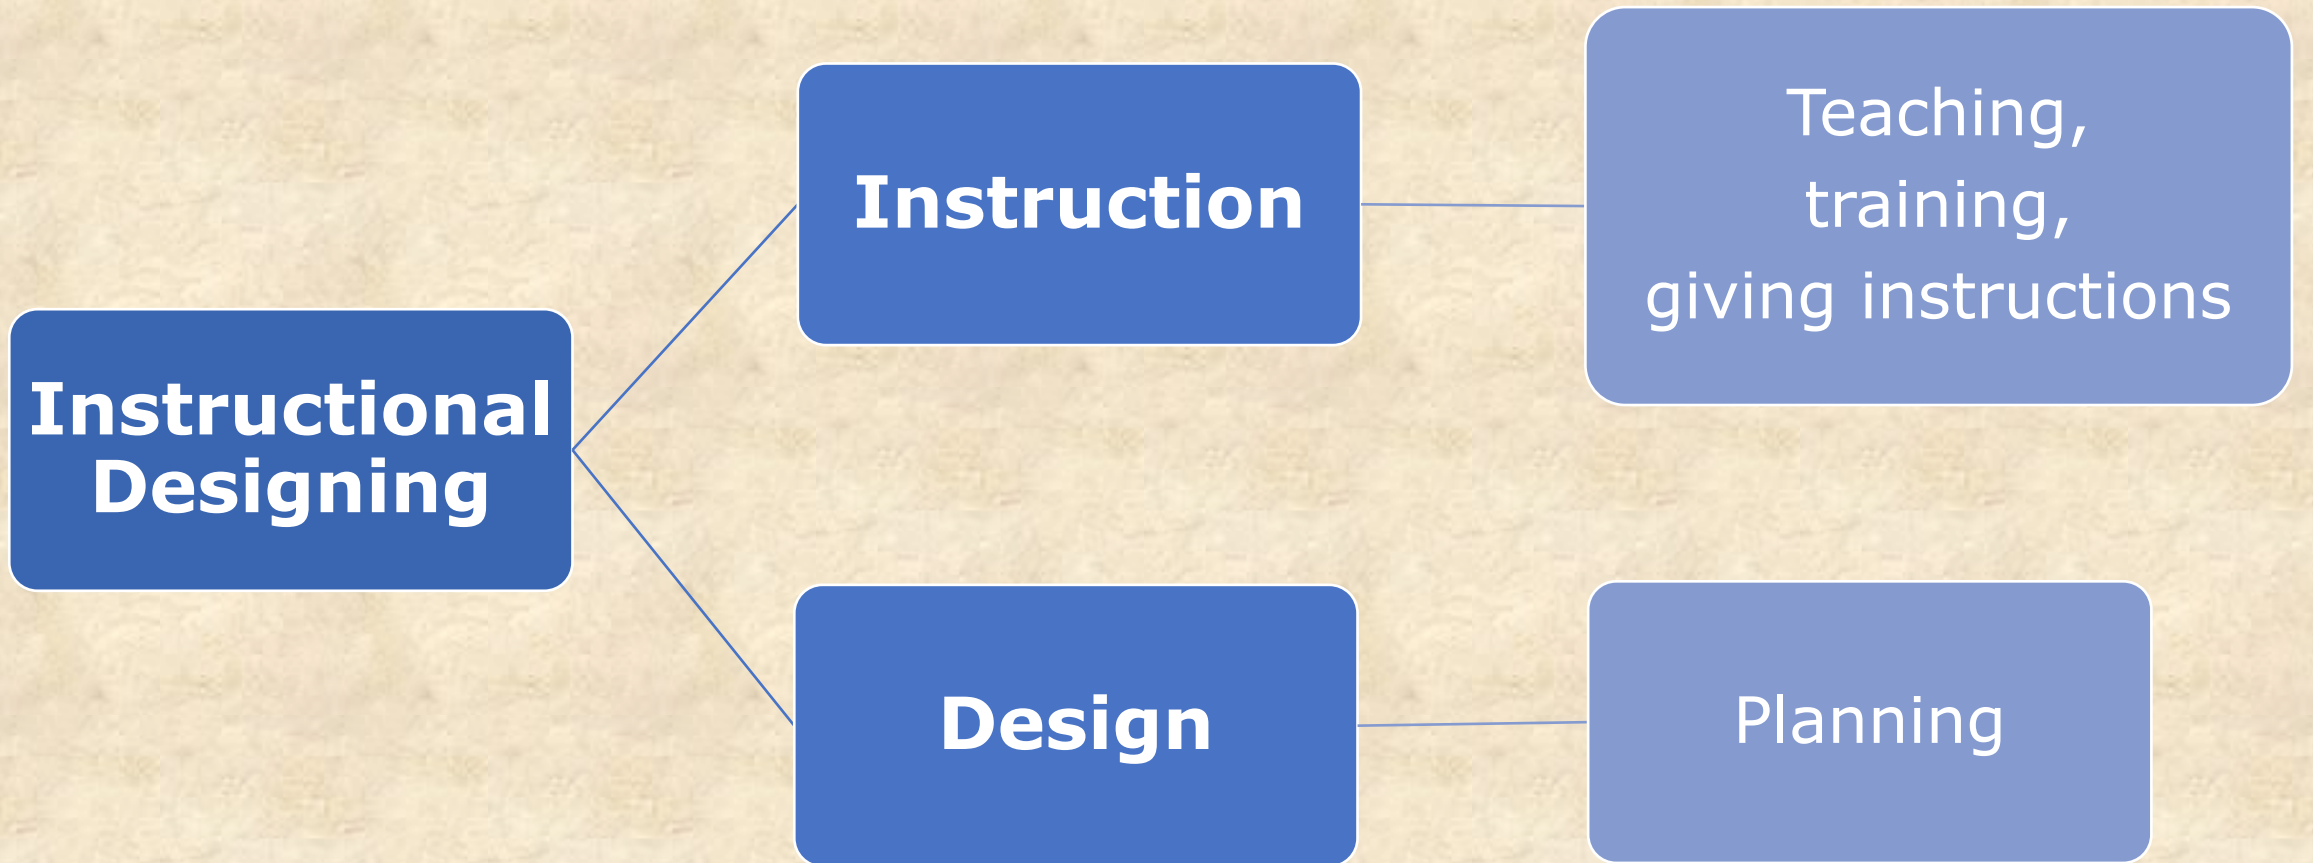 Instructional
Designing
Instruction
Teaching,
training,
giving instructions
Design
Planning